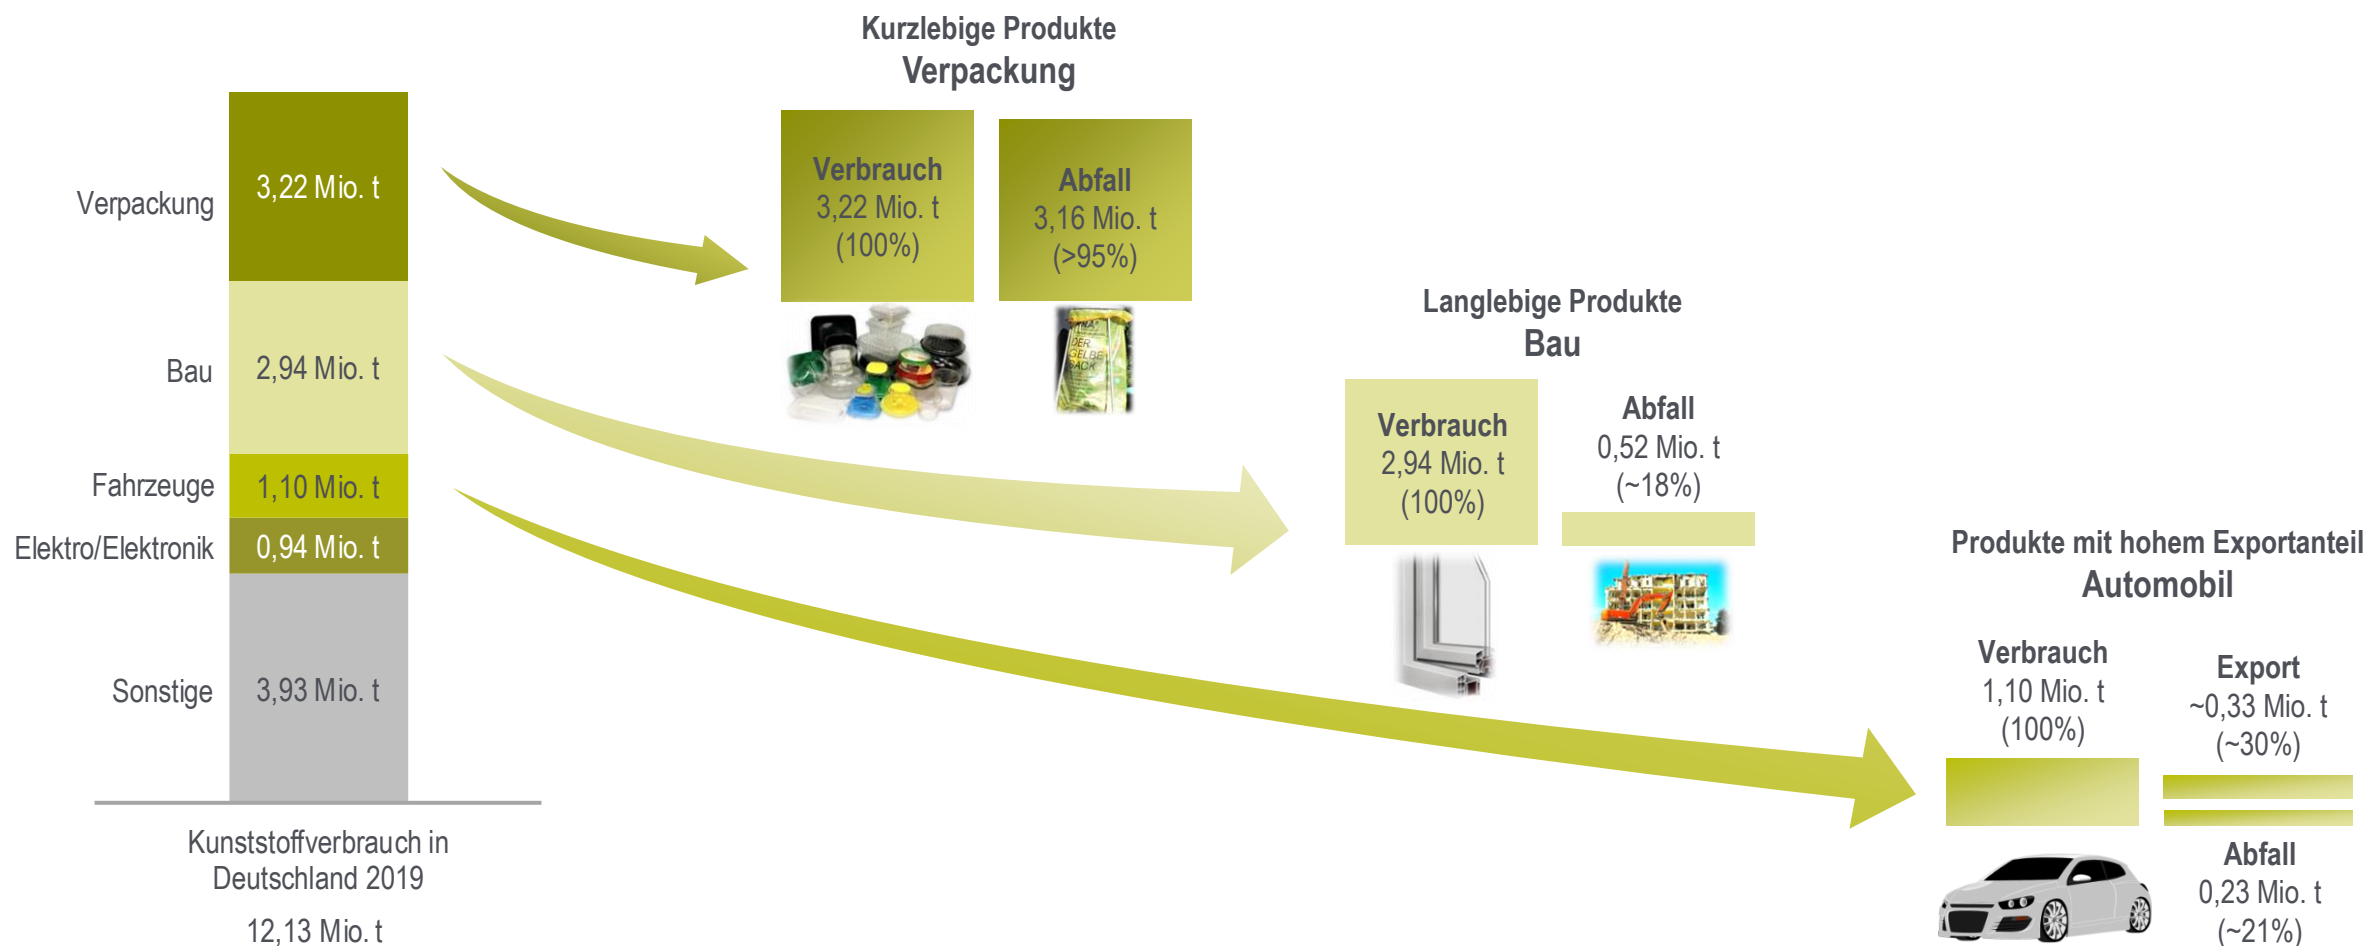 Kurzlebige Produkte
Verpackung
Verpackung
3,22 Mio. t
Bau
2,94 Mio. t
Fahrzeuge
1,10 Mio. t
Elektro/Elektronik
0,94 Mio. t
Sonstige
3,93 Mio. t
Kunststoffverbrauch in
Deutschland 2019
12,13 Mio. t
Verbrauch
3,22 Mio. t
(100%)
Abfall
3,16 Mio. t
(>95%)
DER
GELBE
SACK
Langlebige Produkte
Bau
Verbrauch
2,94 Mio. t
(100%)
Abfall
0,52 Mio. t
(~18%)
Produkte mit hohem Exportanteil
Automobil
Verbrauch
1,10 Mio. t
(100%)
Export
~0,33 Mio. t
(~30%)
Abfall
0,23 Mio. t
(~21%)